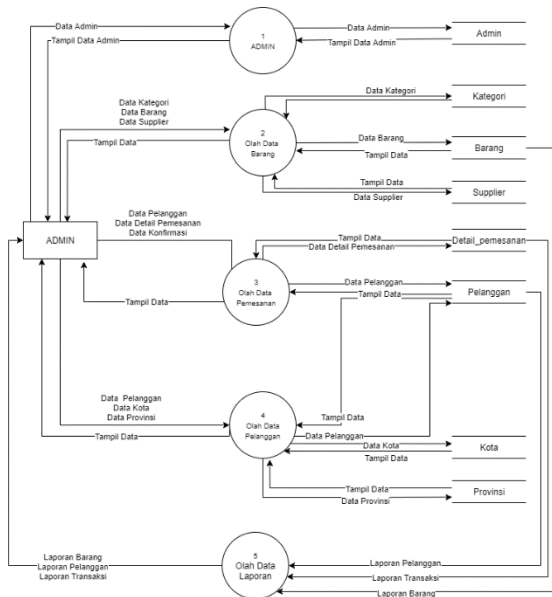 Data Admin
Tampil Data Admin
1
ADMIN
Data Admin
Tampil Data Admin
Admin
Data Kategori
Data Barang
Data Supplier
Tampil Data
2
Olah Data
Barang
Data Kategori
Kategori
Data Barang
Tampil Data
Barang
Tampil Data
Data Supplier
Supplier
ADMIN
Data Pelanggan
Data Detail Pemesanan
Data Konfirmasi
Tampil Data
3
Olah Data
Pemesanan
Tampil Data
Data Detail Pemesanan
Detail_pemesanan
Data Pelanggan
Tampil Data
Pelanggan
Data Pelanggan
Data Kota
Data Provinsi
Tampil Data
4
Olah Data
Pelanggan
Tampil Data
Data Pelanggan
Data Kota
Tampil Data
Kota
Tampil Data
Data Provinsi
Provinsi
Laporan Barang
Laporan Pelanggan
Laporan Transaksi
5
Olah Data
Laporan
Laporan Pelanggan
Laporan Transaksi
Laporan Barang